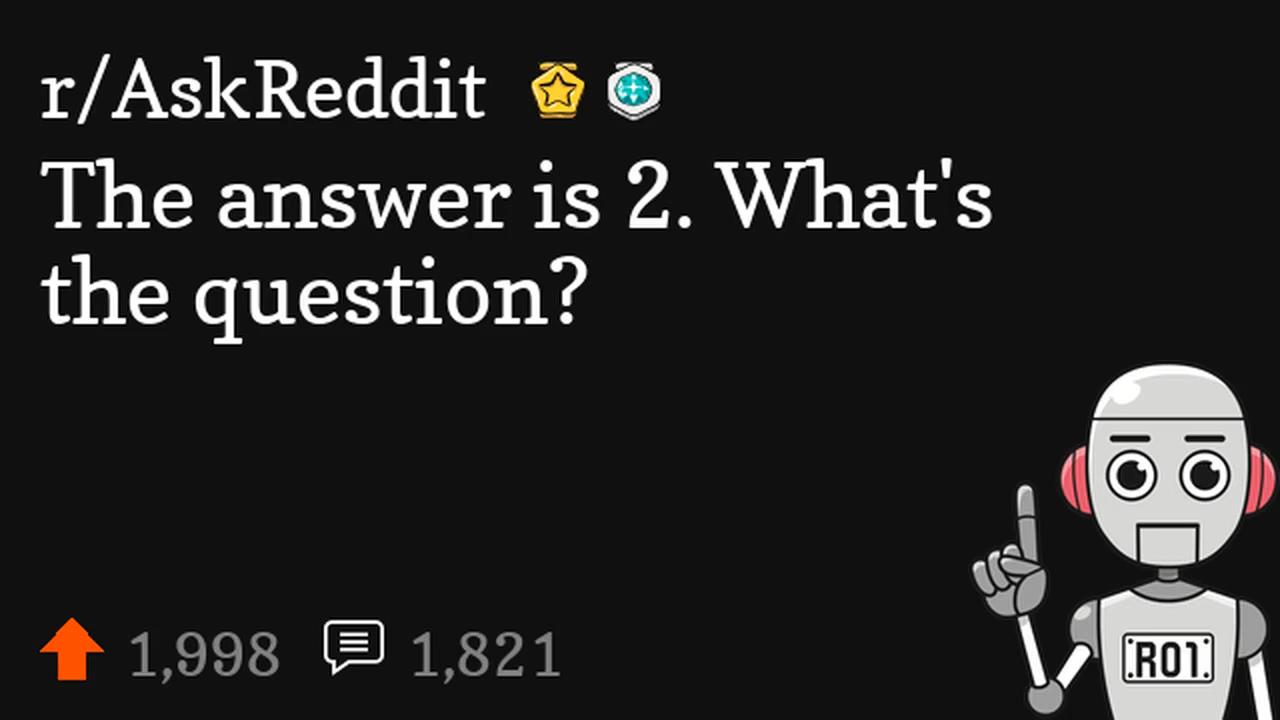 r/AskReddit
The answer is 2. What's
the question?
1,998 1,821
R01